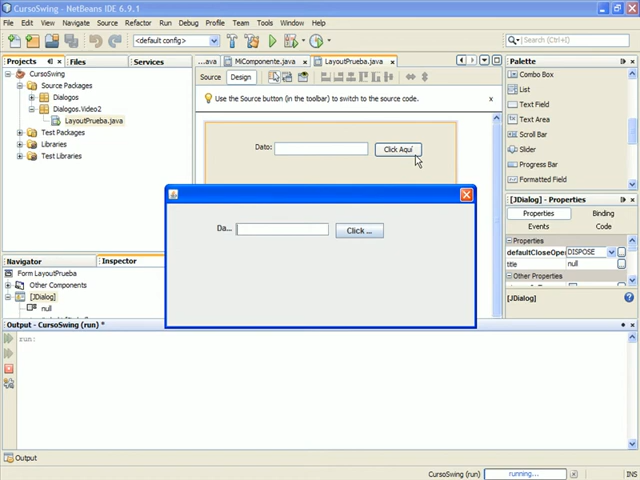 CursoSwing - NetBeans IDE 6.9.1
File Edit View Navigate Source Refactor Run Debug Profile Team Tools Window Help
<default config>
Search (Ctrl+I)
Projects Files Services
CursoSwing
Source Packages
Dialogos
Dialogos.Video2
LayoutPrueba.java
Test Packages
Libraries
Test Libraries
...ava MiComponente.java LayoutPrueba.java
Source Design
Use the Source button (in the toolbar) to switch to the source code. x
Dato: Click Aquí
Da... Click ...
Palette
Combo Box
List
Text Field
Text Area
Scroll Bar
Slider
Progress Bar
Formatted Field
[JDialog] - Properties
Properties Binding
Events Code
Properties
defaultCloseOper DISPOSE
title null
Other Properties
[JDialog]
Navigator Inspector
Form LayoutPrueba
Other Components
[JDialog]
null
Output - CursoSwing (run) *
run:
Output
CursoSwing (run) running... INS